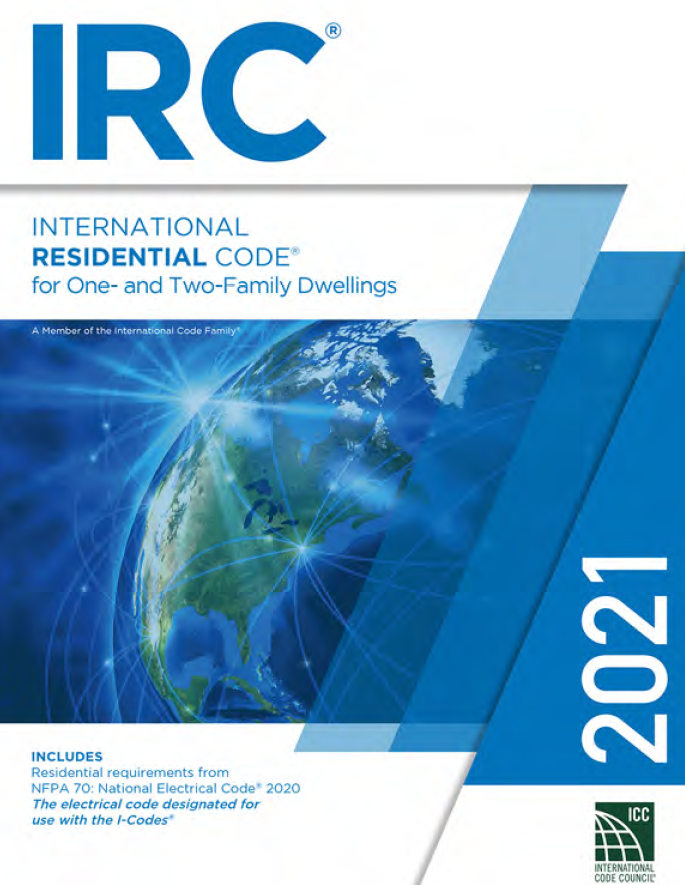 IRC®
INTERNATIONAL
RESIDENTIAL CODE®
for One- and Two-Family Dwellings
A Member of the International Code Family®
2021
INCLUDES
Residential requirements from
NFPA 70: National Electrical Code® 2020
The electrical code designated for
use with the I-Codes®
ICC
INTERNATIONAL
CODE COUNCIL®